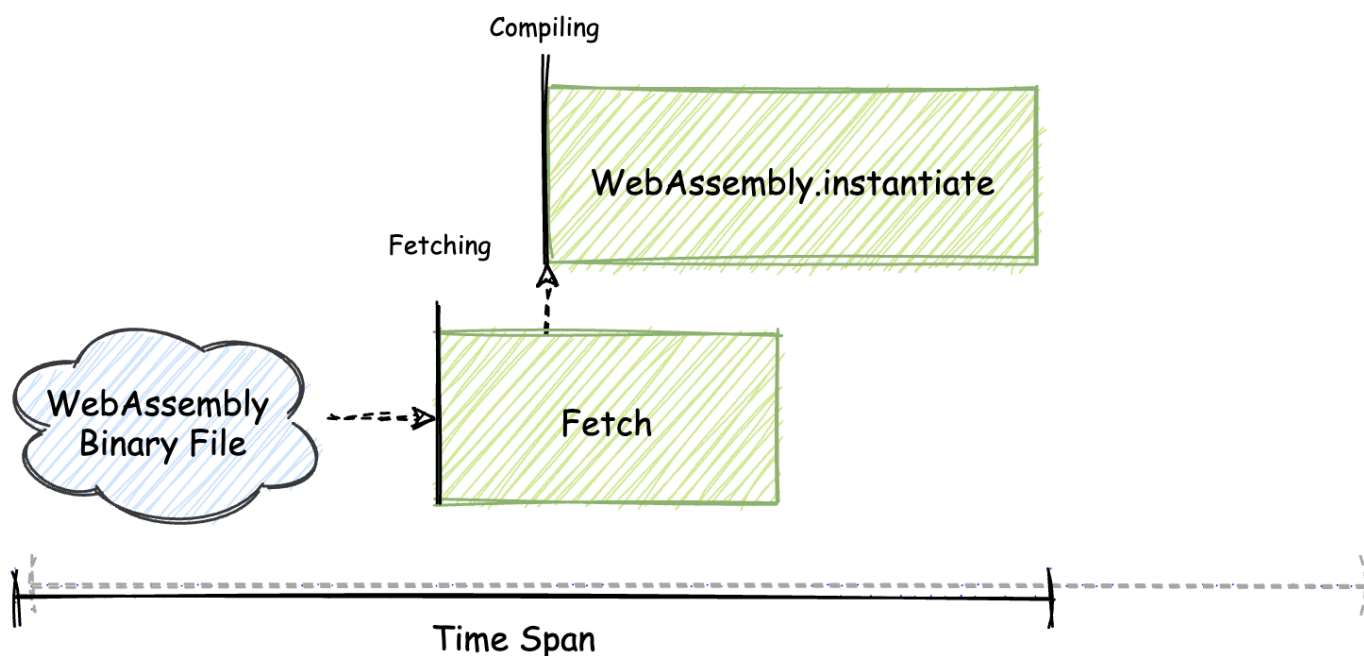 Compiling
WebAssembly.instantiate
Fetching
WebAssembly
Binary File
Fetch
Time Span